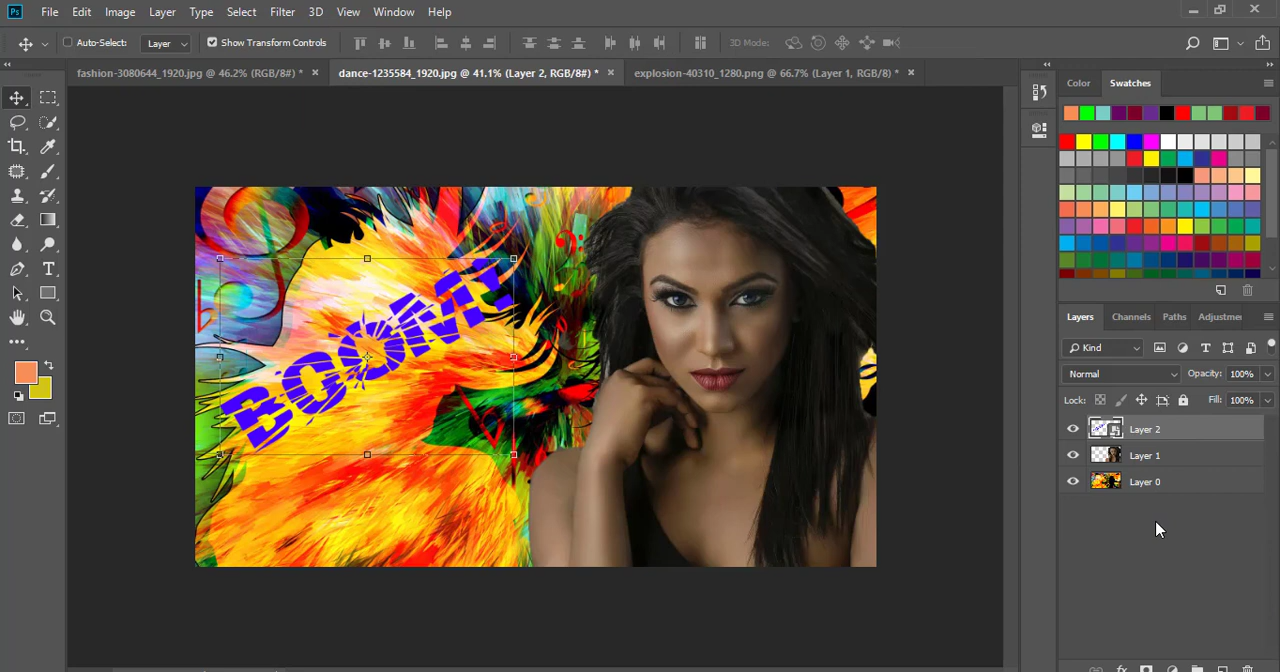 Ps File Edit Image Layer Type Select Filter 3D View Window Help
Auto-Select: Layer Show Transform Controls 3D Mode:
fashion-3080644_1920.jpg @ 46.2% (RGB/8#) * × dance-1235584_1920.jpg @ 41.1% (Layer 2, RGB/8#) * × explosion-40310_1280.png @ 66.7% (Layer 1, RGB/8) * ×
Color Swatches
T
Layers Channels Paths Adjustmer
Kind
Normal Opacity: 100%
Lock: Fill: 100%
Layer 2
Layer 1
Layer 0
fx